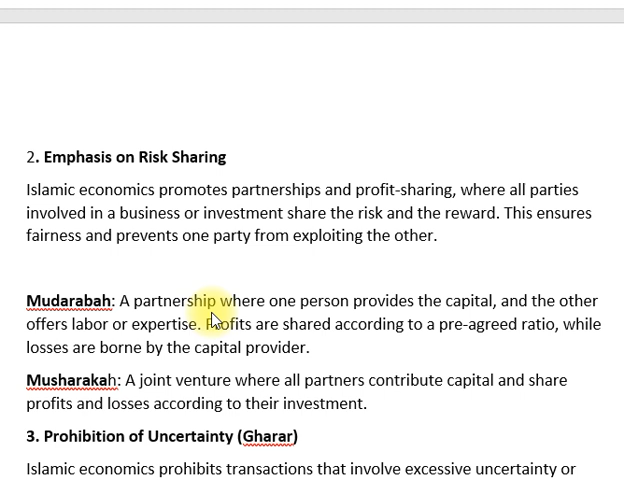 2. Emphasis on Risk Sharing
Islamic economics promotes partnerships and profit-sharing, where all parties
involved in a business or investment share the risk and the reward. This ensures
fairness and prevents one party from exploiting the other.
Mudarabah: A partnership where one person provides the capital, and the other
offers labor or expertise. Profits are shared according to a pre-agreed ratio, while
losses are borne by the capital provider.
Musharakah: A joint venture where all partners contribute capital and share
profits and losses according to their investment.
3. Prohibition of Uncertainty (Gharar)
Islamic economics prohibits transactions that involve excessive uncertainty or